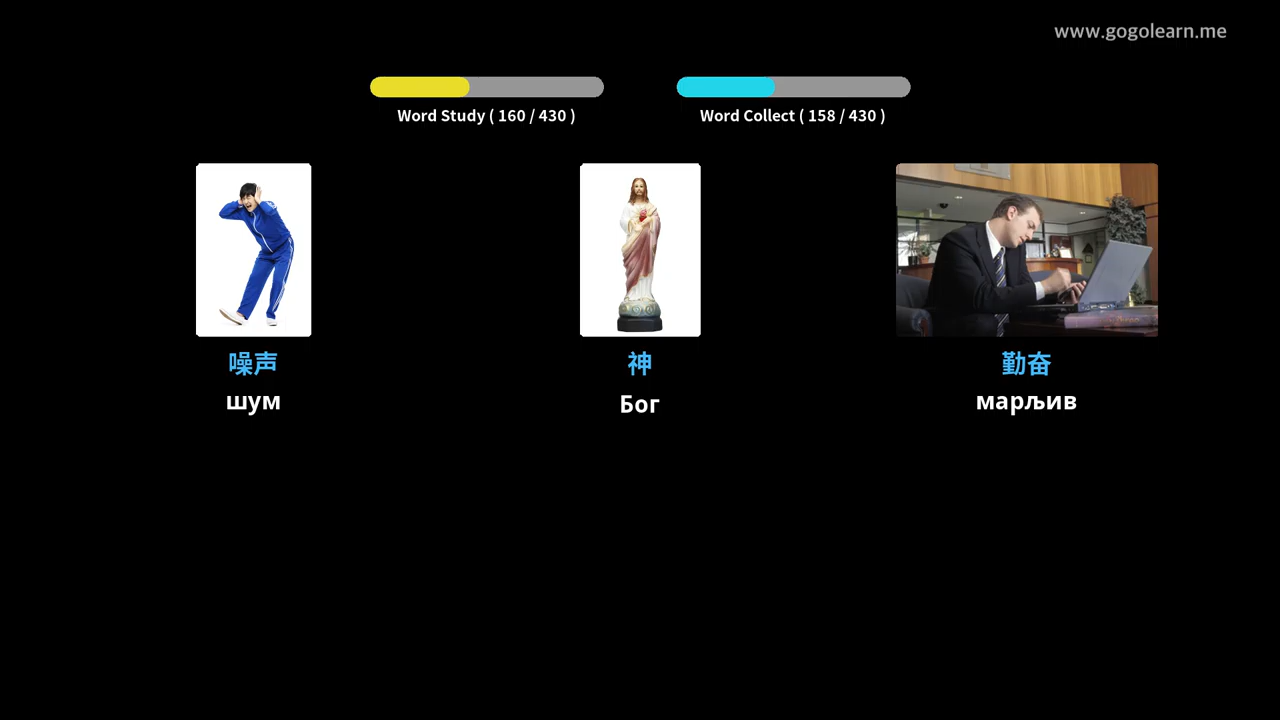 www.gogolearn.me
Word Study ( 160 / 430 )
Word Collect ( 158 / 430 )
噪声
шум
神
Бог
勤奋
марљив